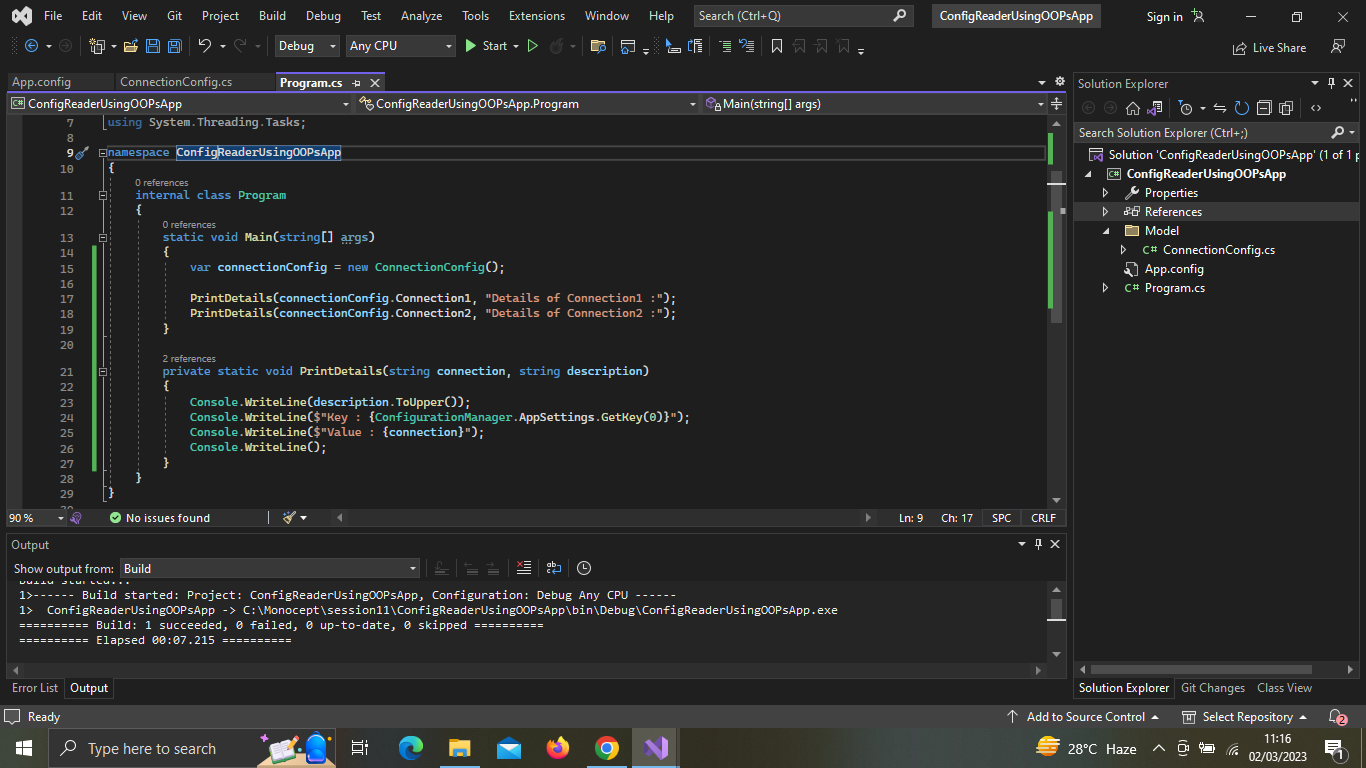 File Edit View Git Project Build Debug Test Analyze Tools Extensions Window Help Search (Ctrl+Q) ConfigReaderUsingOOPsApp Sign in
Debug Any CPU Start Live Share
App.config ConnectionConfig.cs Program.cs
ConfigReaderUsingOOPsApp ConfigReaderUsingOOPsApp.Program Main(string[] args)
7 using System.Threading.Tasks;
8
9 namespace ConfigReaderUsingOOPsApp
10 {
0 references
11 internal class Program
12 {
0 references
13 static void Main(string[] args)
14 {
15 var connectionConfig = new ConnectionConfig();
16
17 PrintDetails(connectionConfig.Connection1, "Details of Connection1 :");
18 PrintDetails(connectionConfig.Connection2, "Details of Connection2 :");
19 }
20
2 references
21 private static void PrintDetails(string connection, string description)
22 {
23 Console.WriteLine(description.ToUpper());
24 Console.WriteLine($"Key : {ConfigurationManager.AppSettings.GetKey(0)}");
25 Console.WriteLine($"Value : {connection}");
26 Console.WriteLine();
27 }
28 }
29 }
90 % No issues found Ln: 9 Ch: 17 SPC CRLF
Output
Show output from: Build
Build started...
1>------ Build started: Project: ConfigReaderUsingOOPsApp, Configuration: Debug Any CPU ------
1> ConfigReaderUsingOOPsApp -> C:\Monocept\session11\ConfigReaderUsingOOPsApp\bin\Debug\ConfigReaderUsingOOPsApp.exe
========== Build: 1 succeeded, 0 failed, 0 up-to-date, 0 skipped ==========
========== Elapsed 00:07.215 ==========
Error List Output
Solution Explorer
Search Solution Explorer (Ctrl+;)
Solution 'ConfigReaderUsingOOPsApp' (1 of 1 p
ConfigReaderUsingOOPsApp
Properties
References
Model
C# ConnectionConfig.cs
App.config
C# Program.cs
Solution Explorer Git Changes Class View
Ready Add to Source Control Select Repository 2
Type here to search 28°C Haze 11:16
02/03/2023 1